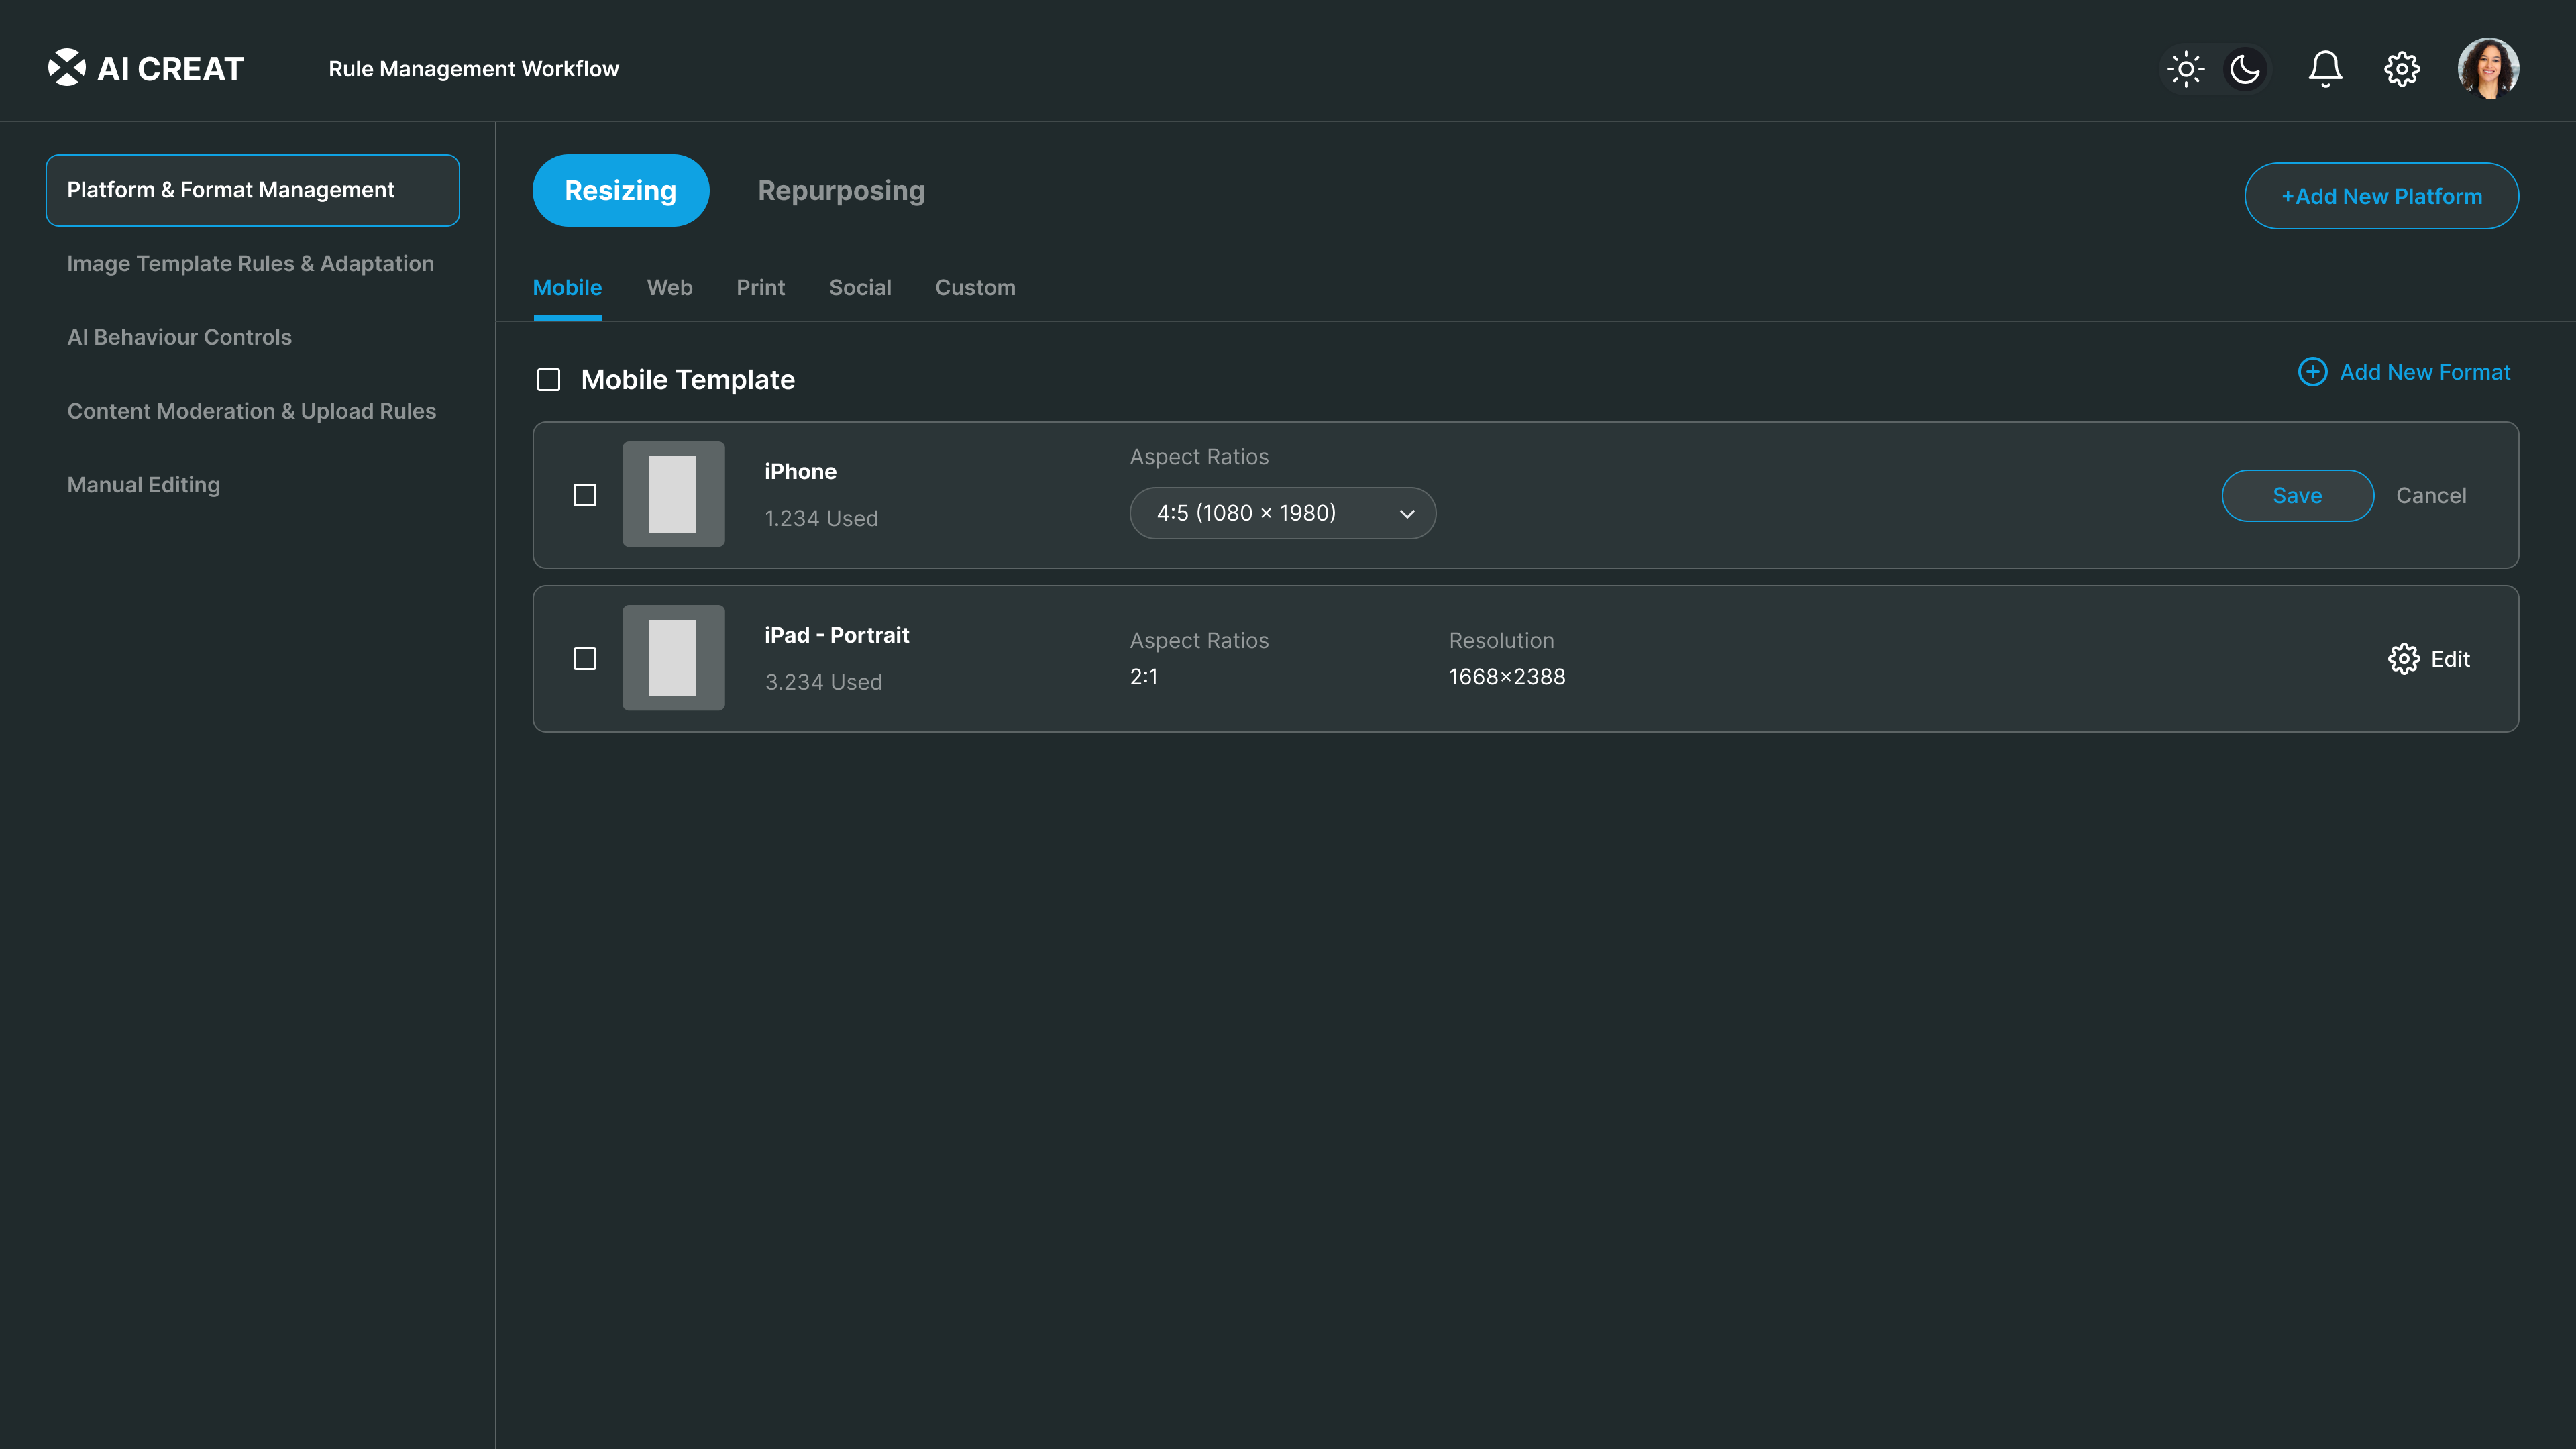 AI CREAT
Rule Management Workflow
Platform & Format Management
Image Template Rules & Adaptation
AI Behaviour Controls
Content Moderation & Upload Rules
Manual Editing
Resizing
Repurposing
+Add New Platform
Mobile
Web
Print
Social
Custom
Mobile Template
Add New Format
iPhone
1.234 Used
Aspect Ratios
4:5 (1080 × 1980)
Save
Cancel
iPad - Portrait
3.234 Used
Aspect Ratios
2:1
Resolution
1668×2388
Edit